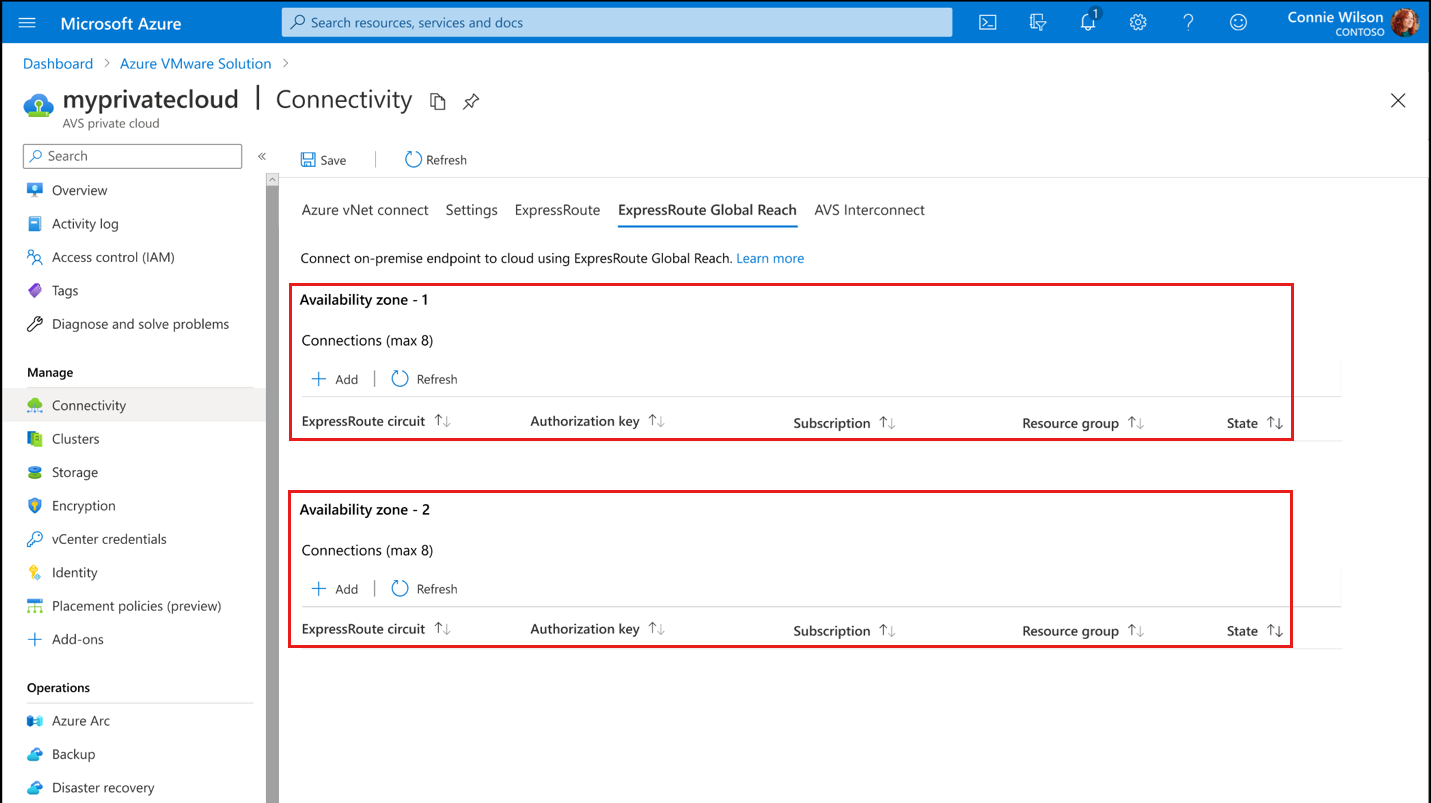 Microsoft Azure
Search resources, services and docs
1
Connie Wilson
CONTOSO
Dashboard > Azure VMware Solution >
myprivatecloud | Connectivity
AVS private cloud
Search
«
Overview
Activity log
Access control (IAM)
Tags
Diagnose and solve problems
Manage
Connectivity
Clusters
Storage
Encryption
vCenter credentials
Identity
Placement policies (preview)
Add-ons
Operations
Azure Arc
Backup
Disaster recovery
Save | Refresh
Azure vNet connect Settings ExpressRoute ExpressRoute Global Reach AVS Interconnect
Connect on-premise endpoint to cloud using ExpresRoute Global Reach. Learn more
Availability zone - 1
Connections (max 8)
+ Add | Refresh
ExpressRoute circuit ↑↓ Authorization key ↑↓ Subscription ↑↓ Resource group ↑↓ State ↑↓
Availability zone - 2
Connections (max 8)
+ Add | Refresh
ExpressRoute circuit ↑↓ Authorization key ↑↓ Subscription ↑↓ Resource group ↑↓ State ↑↓